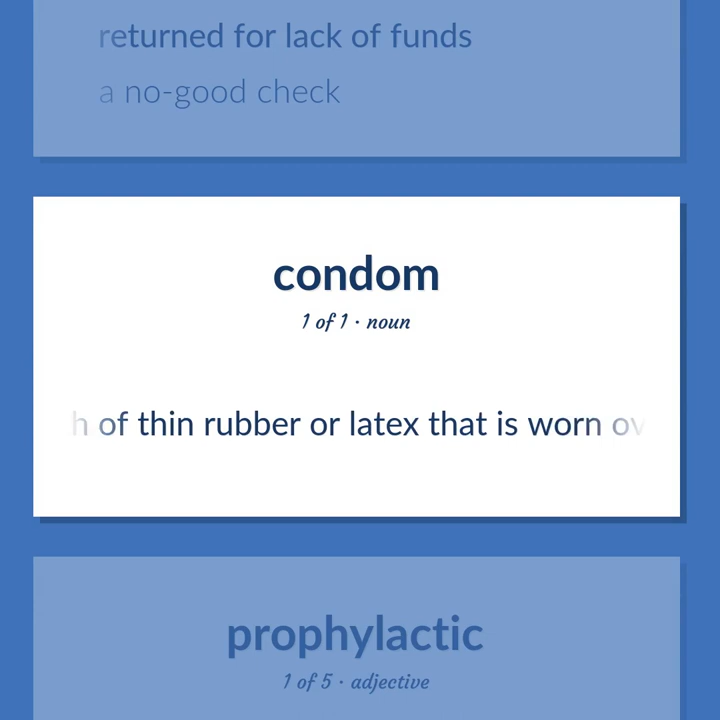 returned for lack of funds
a no-good check
condom
1 of 1 · noun
h of thin rubber or latex that is worn ov
prophylactic
1 of 5 · adjective